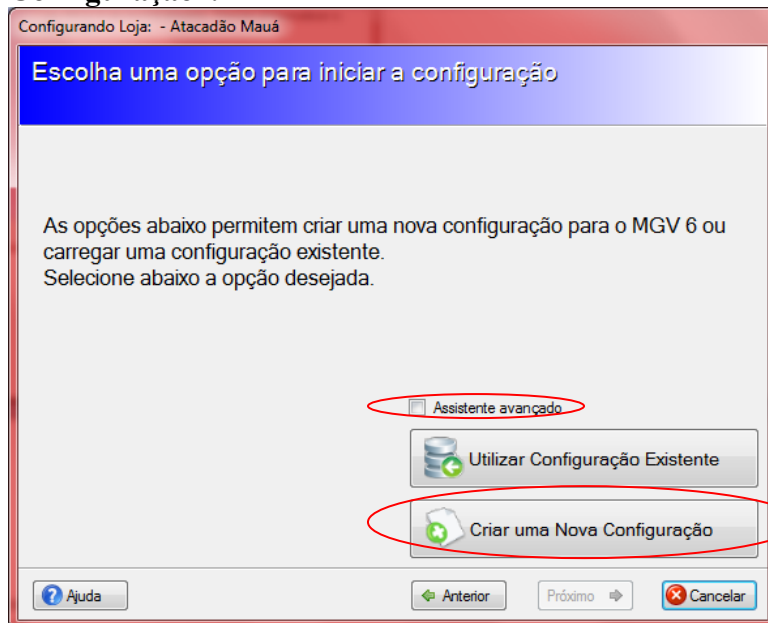 Configurando Loja: - Atacadão Mauá
Escolha uma opção para iniciar a configuração
As opções abaixo permitem criar uma nova configuração para o MGV 6 ou
carregar uma configuração existente.
Selecione abaixo a opção desejada.
Assistente avançado
Utilizar Configuração Existente
Criar uma Nova Configuração
Ajuda
Anterior
Próximo
Cancelar